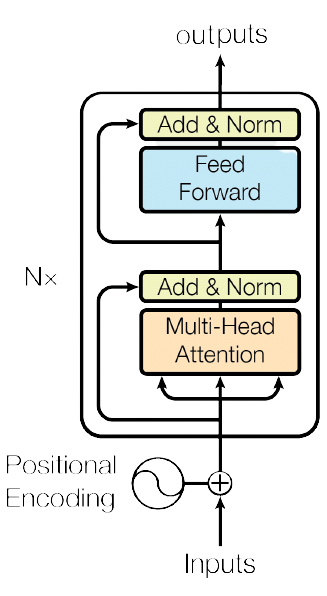 outputs
Add & Norm
Feed
Forward
Nx
Add & Norm
Multi-Head
Attention
Positional
Encoding
Inputs